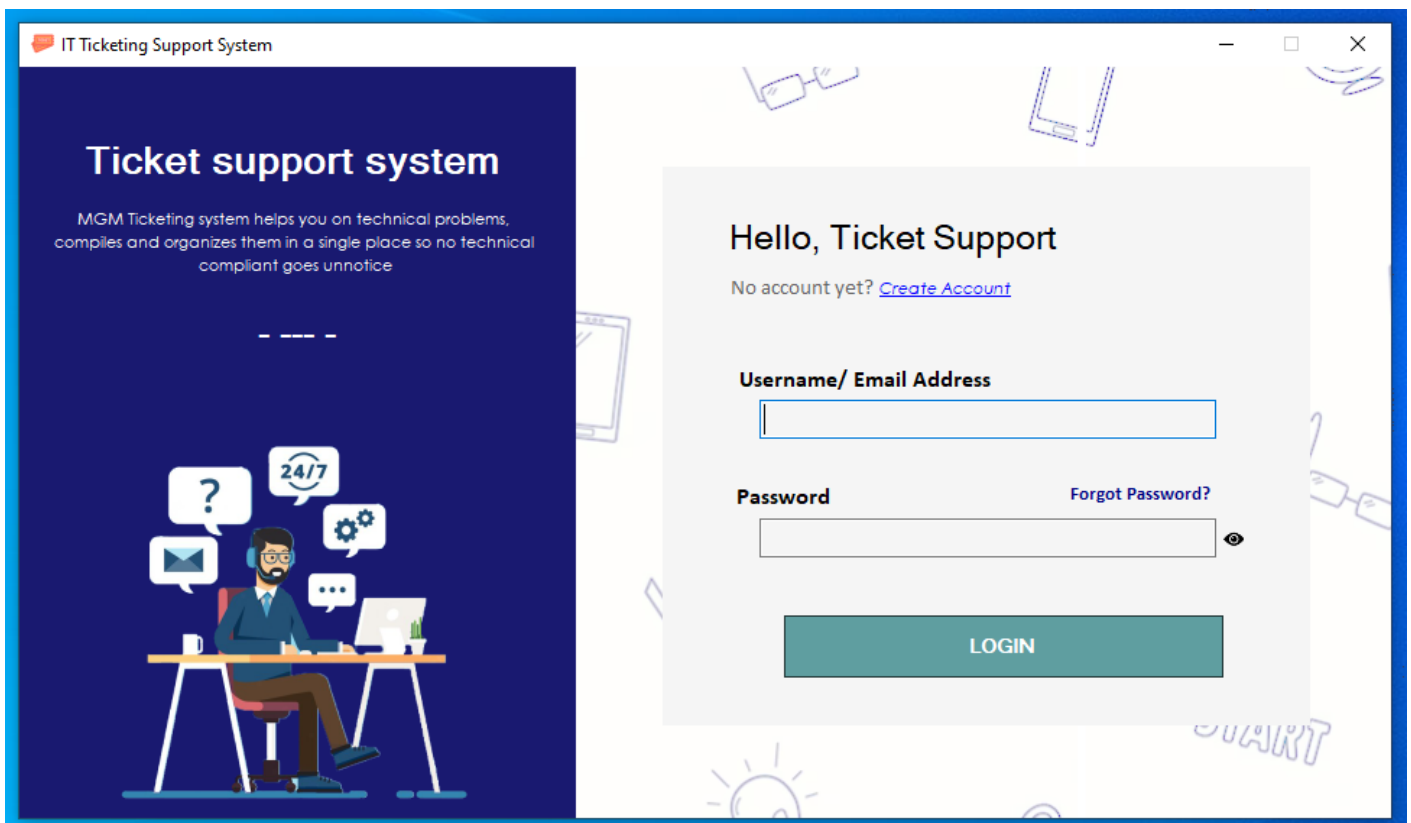 IT Ticketing Support System
Ticket support system
MGM Ticketing system helps you on technical problems,
compiles and organizes them in a single place so no technical
compliant goes unnotice
- --- -
24/7
?
Hello, Ticket Support
No account yet? Create Account
Username/ Email Address
Password
Forgot Password?
LOGIN
START